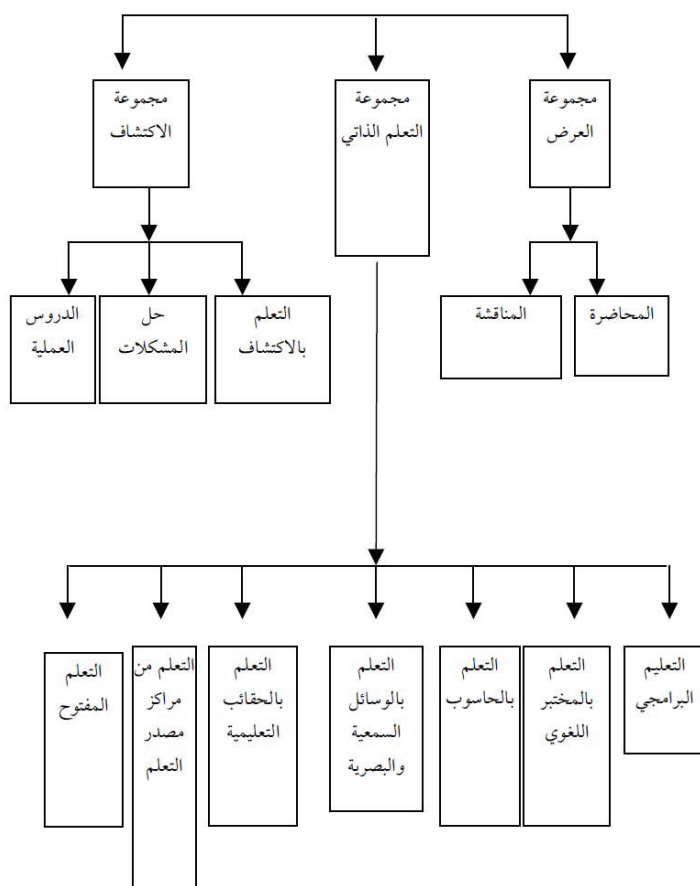 مجموعة
العرض
مجموعة
التعلم الذاتي
مجموعة
الاكتشاف
المحاضرة
المناقشة
التعلم
بالاكتشاف
حل
المشكلات
الدروس
العملية
التعليم
البرامجي
التعلم
بالمختبر
اللغوي
التعلم
بالحاسوب
التعلم
بالوسائل
السمعية
والبصرية
التعلم
بالحقائب
التعليمية
التعلم من
مراكز
مصدر
التعلم
التعلم
المفتوح